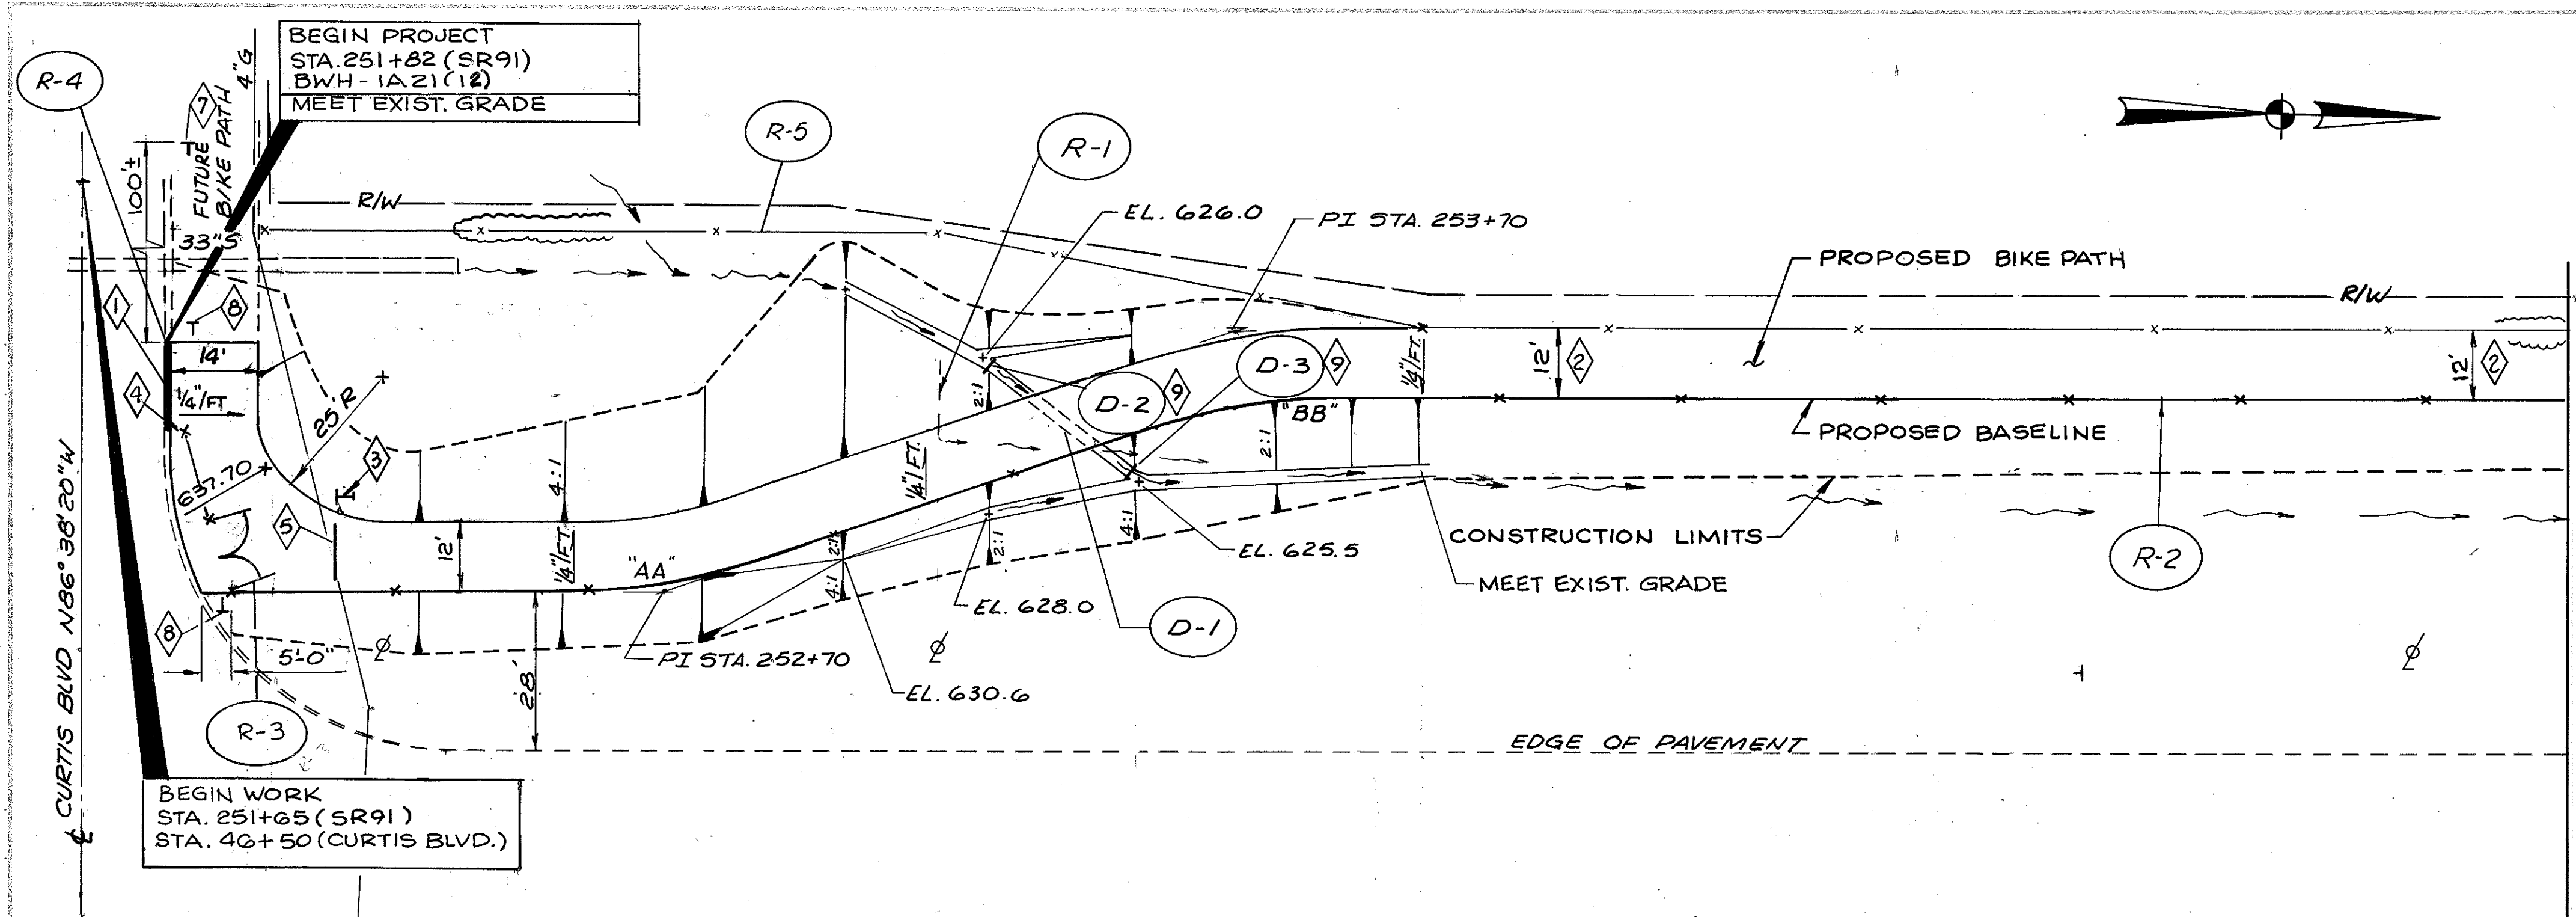 BEGIN PROJECT
STA. 251+82 (SR91)
BWH-1A21(12)
MEET EXIST. GRADE
R-4
7
4"G
FUTURE
BIKE PATH
100'±
33"S
R/W
R-5
R-1
EL. 626.0
PI STA. 253+70
PROPOSED BIKE PATH
R/W
1
8
14'
4
1/4"/FT
25'R
3
637.70
5
12'
1/4"/FT.
4:1
"AA"
2:1
4:1
1/4"/FT.
2:1
D-2
9
D-3
9
"BB"
1/4"/FT.
12'
2
12'
2
PROPOSED BASELINE
2:1
2:1
4:1
EL. 625.5
CONSTRUCTION LIMITS
MEET EXIST. GRADE
R-2
EL. 628.0
D-1
8
5'-0"
PI STA. 252+70
28'
EL. 630.6
R-3
R-3
EDGE OF PAVEMENT
℄ CURTIS BLVD N86°38'20"W
BEGIN WORK
STA. 251+65 (SR91)
STA. 46+50 (CURTIS BLVD.)